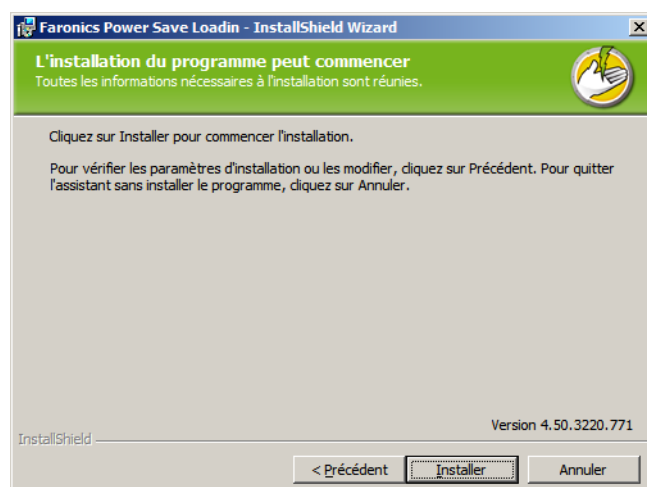 Faronics Power Save Loadin - InstallShield Wizard
L'installation du programme peut commencer
Toutes les informations nécessaires à l'installation sont réunies.
Cliquez sur Installer pour commencer l'installation.
Pour vérifier les paramètres d'installation ou les modifier, cliquez sur Précédent. Pour quitter
l'assistant sans installer le programme, cliquez sur Annuler.
Version 4.50.3220.771
InstallShield
< Précédent
Installer
Annuler